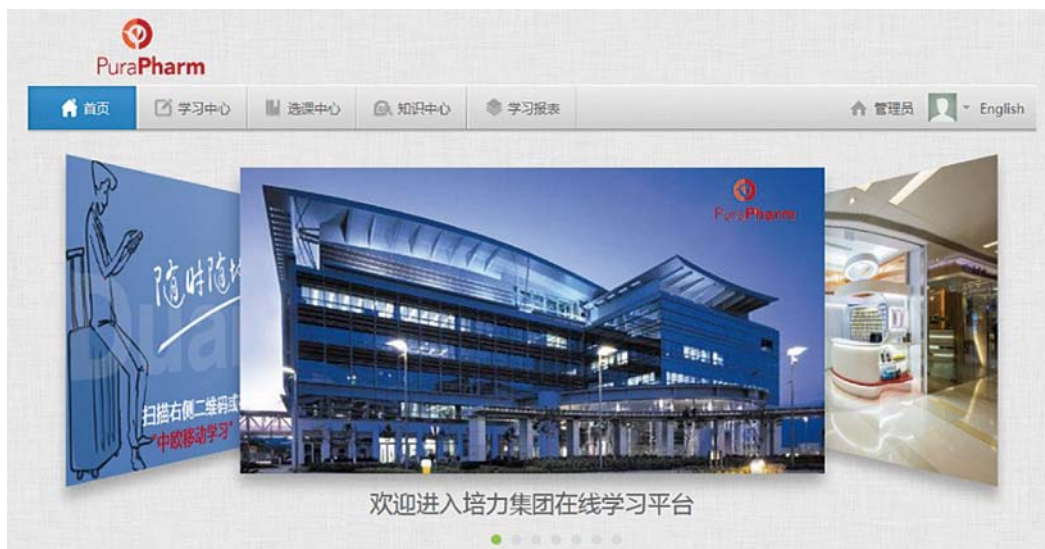 PuraPharm
首页 学习中心 选课中心 知识中心 学习报表 管理员 English
PuraPharm
随时随地
扫描右侧二维码或
"中欧移动学习"
欢迎进入培力集团在线学习平台